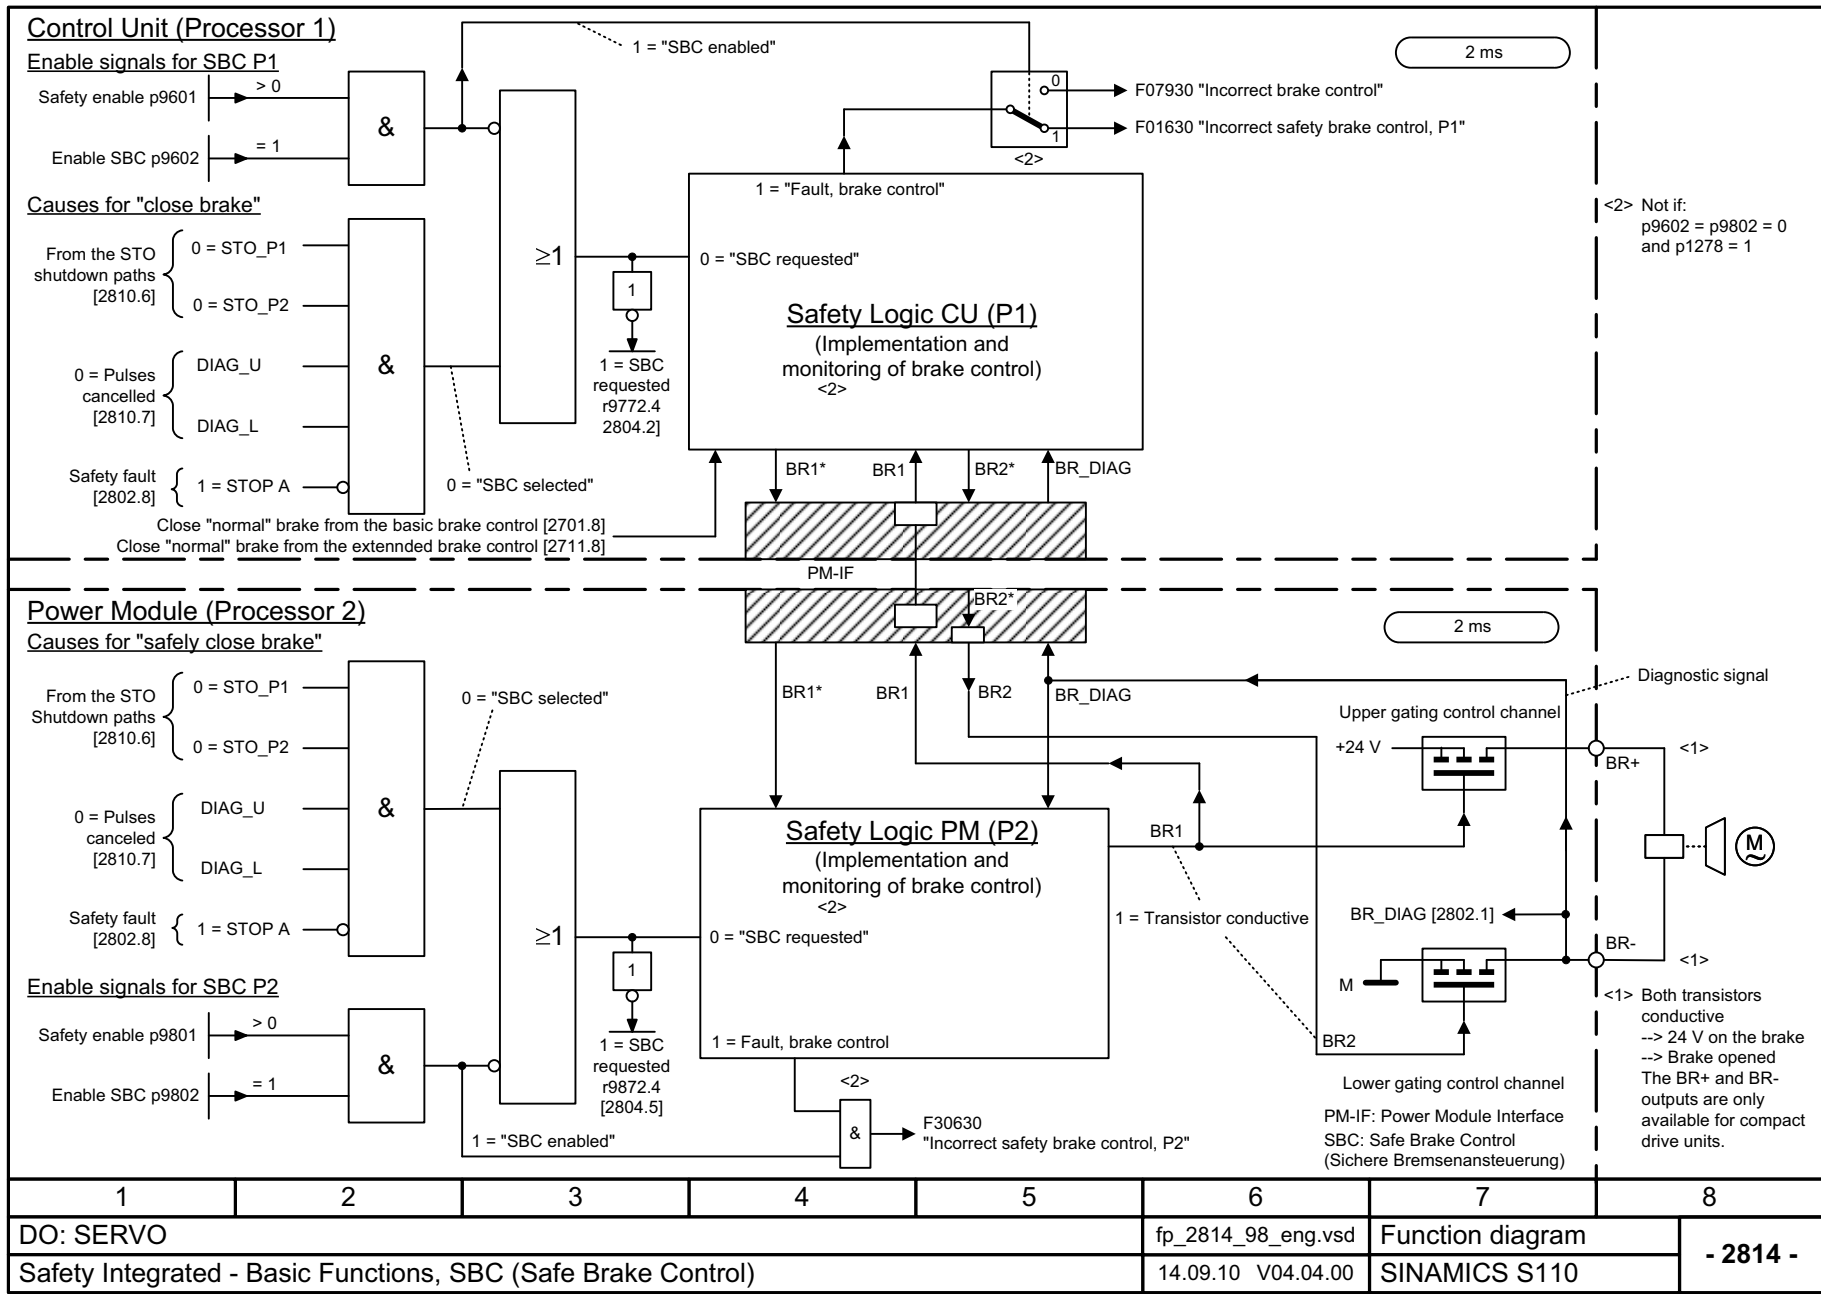 Control Unit (Processor 1)
Enable signals for SBC P1
Safety enable p9601
> 0
Enable SBC p9602
= 1
&
1 = "SBC enabled"
2 ms
0
1
<2>
F07930 "Incorrect brake control"
F01630 "Incorrect safety brake control, P1"
Causes for "close brake"
From the STO
shutdown paths
[2810.6]
0 = STO_P1
0 = STO_P2
0 = Pulses
cancelled
[2810.7]
DIAG_U
DIAG_L
Safety fault
[2802.8]
1 = STOP A
&
0 = "SBC selected"
≥1
1
1 = SBC
requested
r9772.4
2804.2]
1 = "Fault, brake control"
0 = "SBC requested"
Safety Logic CU (P1)
(Implementation and
monitoring of brake control)
<2>
<2> Not if:
p9602 = p9802 = 0
and p1278 = 1
Close "normal" brake from the basic brake control [2701.8]
Close "normal" brake from the extennded brake control [2711.8]
BR1*
BR1
BR2*
BR_DIAG
PM-IF
BR2*
Power Module (Processor 2)
Causes for "safely close brake"
From the STO
Shutdown paths
[2810.6]
0 = STO_P1
0 = STO_P2
0 = Pulses
canceled
[2810.7]
DIAG_U
DIAG_L
Safety fault
[2802.8]
1 = STOP A
&
0 = "SBC selected"
≥1
Enable signals for SBC P2
Safety enable p9801
> 0
Enable SBC p9802
= 1
&
1 = "SBC enabled"
1
1 = SBC
requested
r9872.4
[2804.5]
BR1*
BR1
BR2
BR_DIAG
Safety Logic PM (P2)
(Implementation and
monitoring of brake control)
<2>
0 = "SBC requested"
1 = Fault, brake control
<2>
&
F30630
"Incorrect safety brake control, P2"
2 ms
Diagnostic signal
Upper gating control channel
+24 V
BR+
<1>
BR1
1 = Transistor conductive
M
BR_DIAG [2802.1]
BR-
<1>
M
BR2
Lower gating control channel
PM-IF: Power Module Interface
SBC: Safe Brake Control
(Sichere Bremsenansteuerung)
<1> Both transistors
conductive
--> 24 V on the brake
--> Brake opened
The BR+ and BR-
outputs are only
available for compact
drive units.
1 2 3 4 5 6 7 8
DO: SERVO
fp_2814_98_eng.vsd
Function diagram
- 2814 -
Safety Integrated - Basic Functions, SBC (Safe Brake Control)
14.09.10 V04.04.00
SINAMICS S110